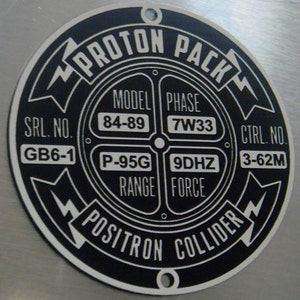 PROTON PACK
MODEL PHASE
84-89 7W33
SRL. NO. CTRL. NO.
GB6-1 3-62M
P-95G 9DHZ
RANGE FORCE
POSITRON COLLIDER